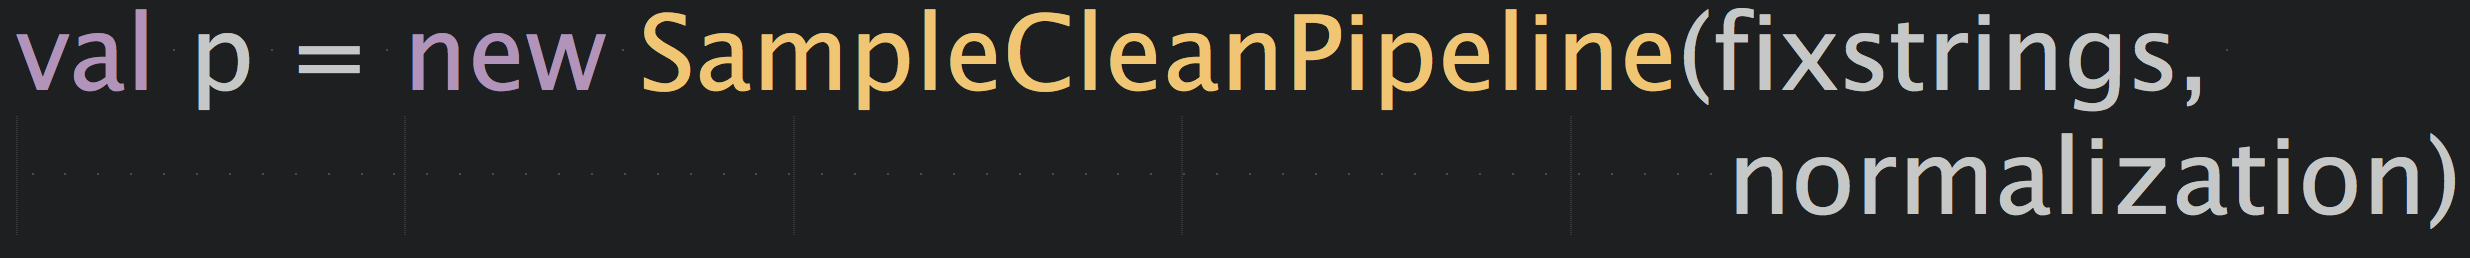 val p = new SampleCleanPipeline(fixstrings,
normalization)